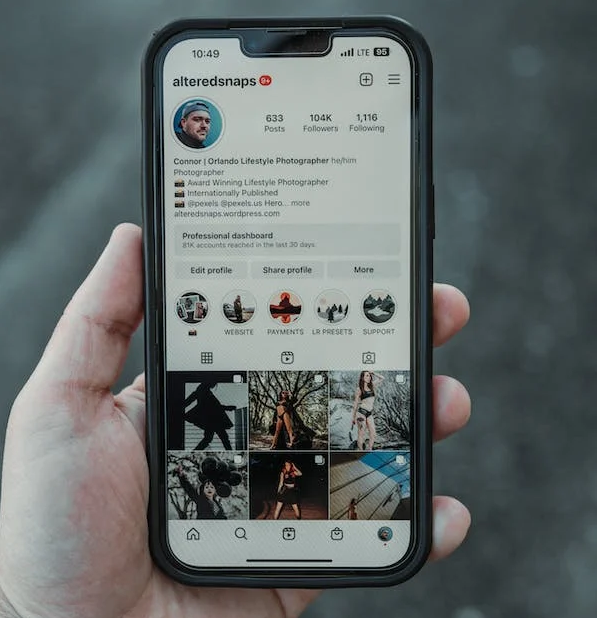 10:49 LTE 95
alteredsnaps 9+
633 104K 1,116
Posts Followers Following
Connor | Orlando Lifestyle Photographer he/him
Photographer
Award Winning Lifestyle Photographer
Internationally Published
@pexels @pexels.us Hero... more
alteredsnaps.wordpress.com
Professional dashboard
81K accounts reached in the last 30 days.
Edit profile Share profile More
WEBSITE PAYMENTS LR PRESETS SUPPORT